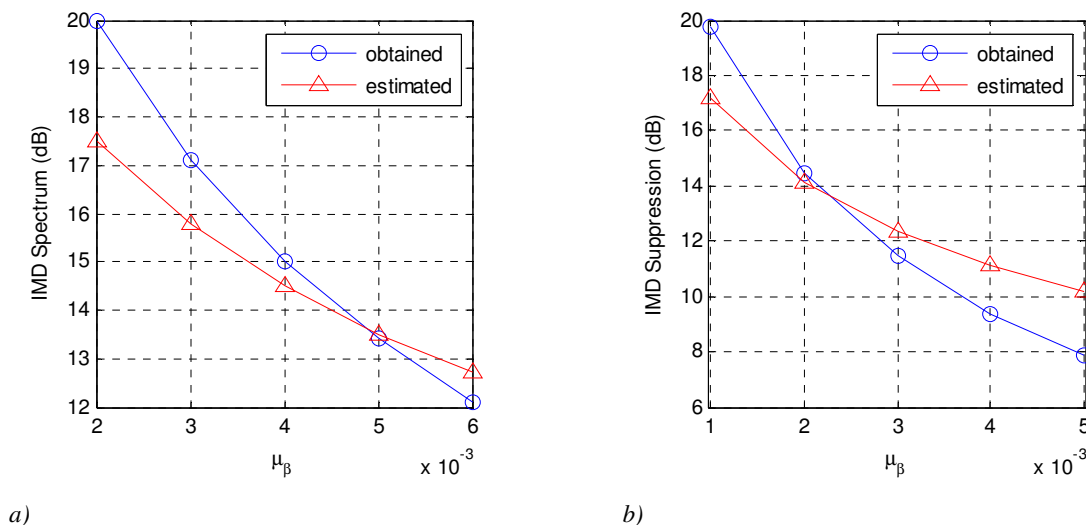 20
19
18
17
16
15
14
13
12
IMD Spectrum (dB)
obtained
estimated
2
3
4
5
6
μβ
x 10-3
a)
20
18
16
14
12
10
8
6
IMD Suppression (dB)
obtained
estimated
1
2
3
4
5
μβ
x 10-3
b)